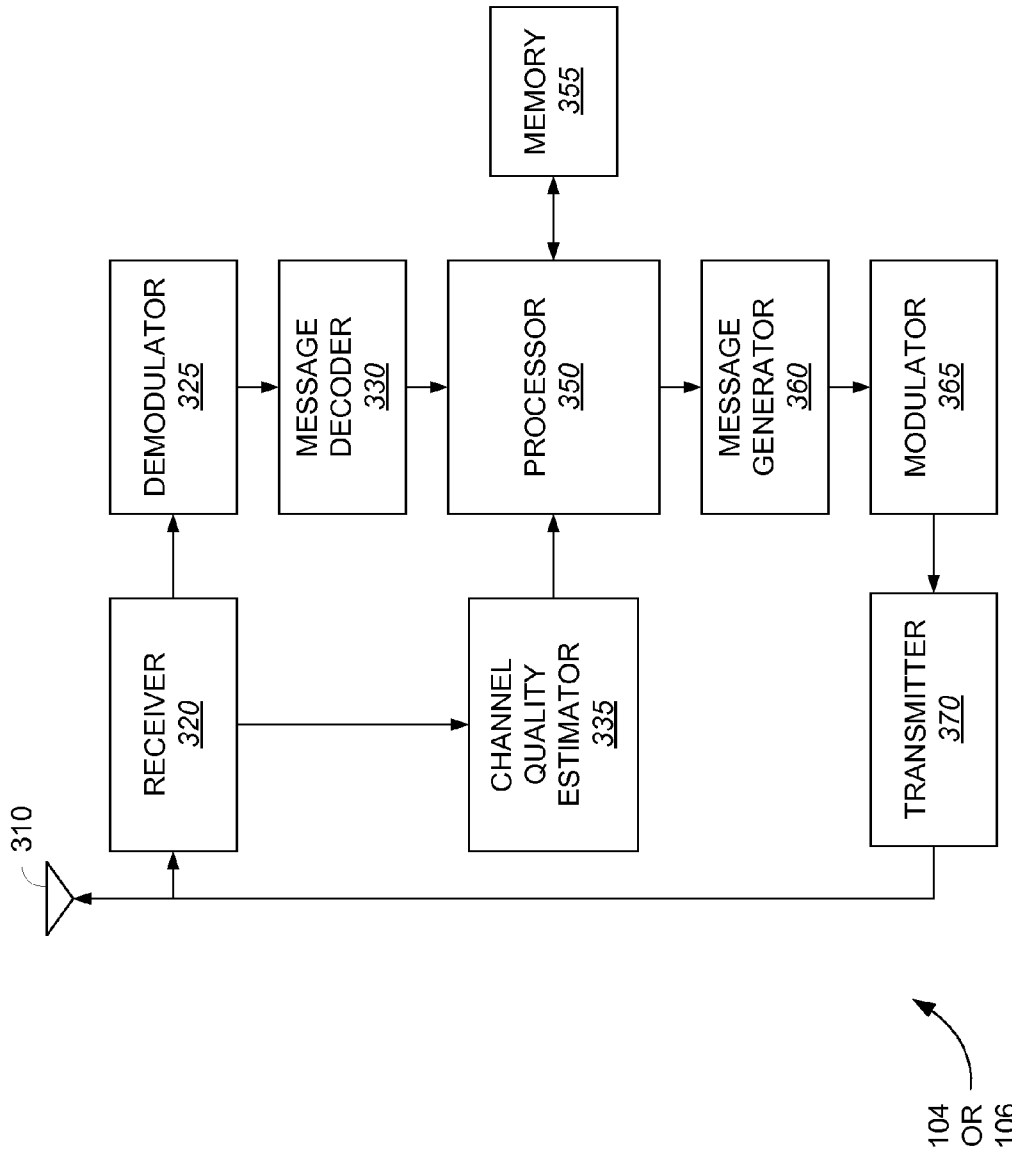 310
RECEIVER
320
DEMODULATOR
325
MESSAGE
DECODER
330
CHANNEL
QUALITY
ESTIMATOR
335
PROCESSOR
350
MEMORY
355
MESSAGE
GENERATOR
360
TRANSMITTER
370
MODULATOR
365
104
OR
106